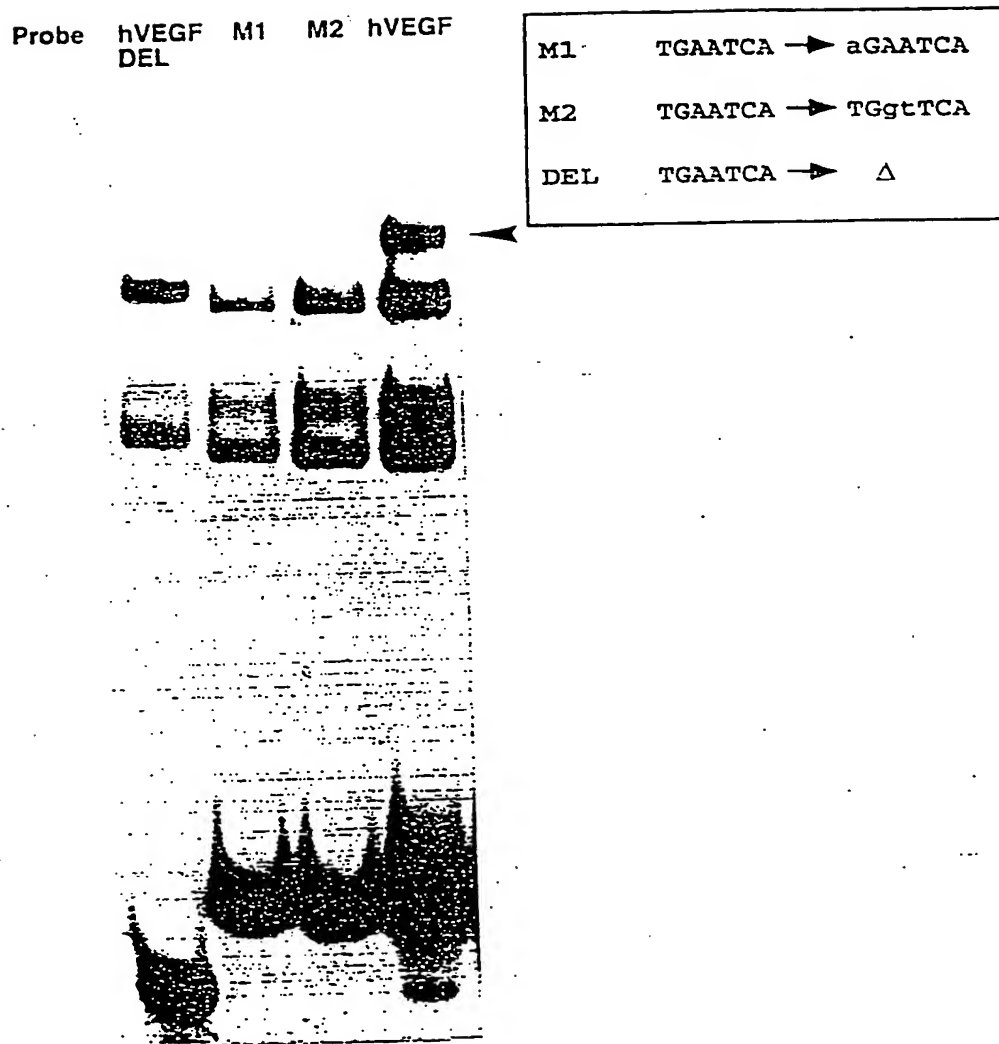 Probe hVEGF M1 M2 hVEGF
DEL
M1 TGAATCA → aGAATCA
M2 TGAATCA → TGgtTCA
DEL TGAATCA → Δ